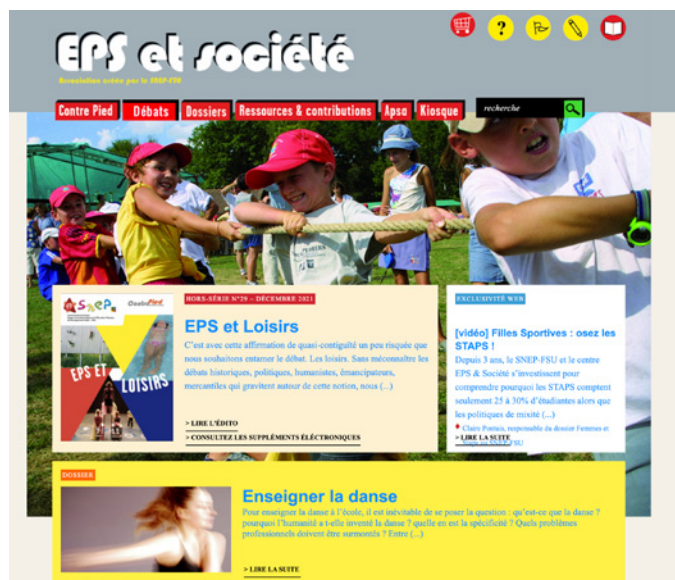 EPS et société
Association créée par le SNEP-FSU
?
Contre Pied Débats Dossiers Ressources & contributions Apsa Kiosque recherche
HORS-SÉRIE N°29 – DÉCEMBRE 2021
EPS et Loisirs
C'est avec cette affirmation de quasi-contiguïté un peu risquée que
nous souhaitons entamer le débat. Les loisirs. Sans méconnaître les
débats historiques, politiques, humanistes, émancipateurs,
mercantiles qui gravitent autour de cette notion, nous (...)
> LIRE L'ÉDITO
> CONSULTEZ LES SUPPLÉMENTS ÉLÉCTRONIQUES
SNEP
ContrePied
EPS ET
LOISIRS
EXCLUSIVITÉ WEB
[vidéo] Filles Sportives : osez les
STAPS !
Depuis 3 ans, le SNEP-FSU et le centre
EPS & Société s'investissent pour
comprendre pourquoi les STAPS comptent
seulement 25 à 30% d'étudiantes alors que
les politiques de mixité (...)
Claire Pontais, responsable du dossier Femmes et
> LIRE LA SUITE
SNEP-FSU
DOSSIER
Enseigner la danse
Pour enseigner la danse à l'école, il est inévitable de se poser la question : qu'est-ce que la danse ?
pourquoi l'humanité a t-elle inventé la danse ? quelle en est la spécificité ? Quels problèmes
professionnels doivent être surmontés ? Entre (...)
> LIRE LA SUITE